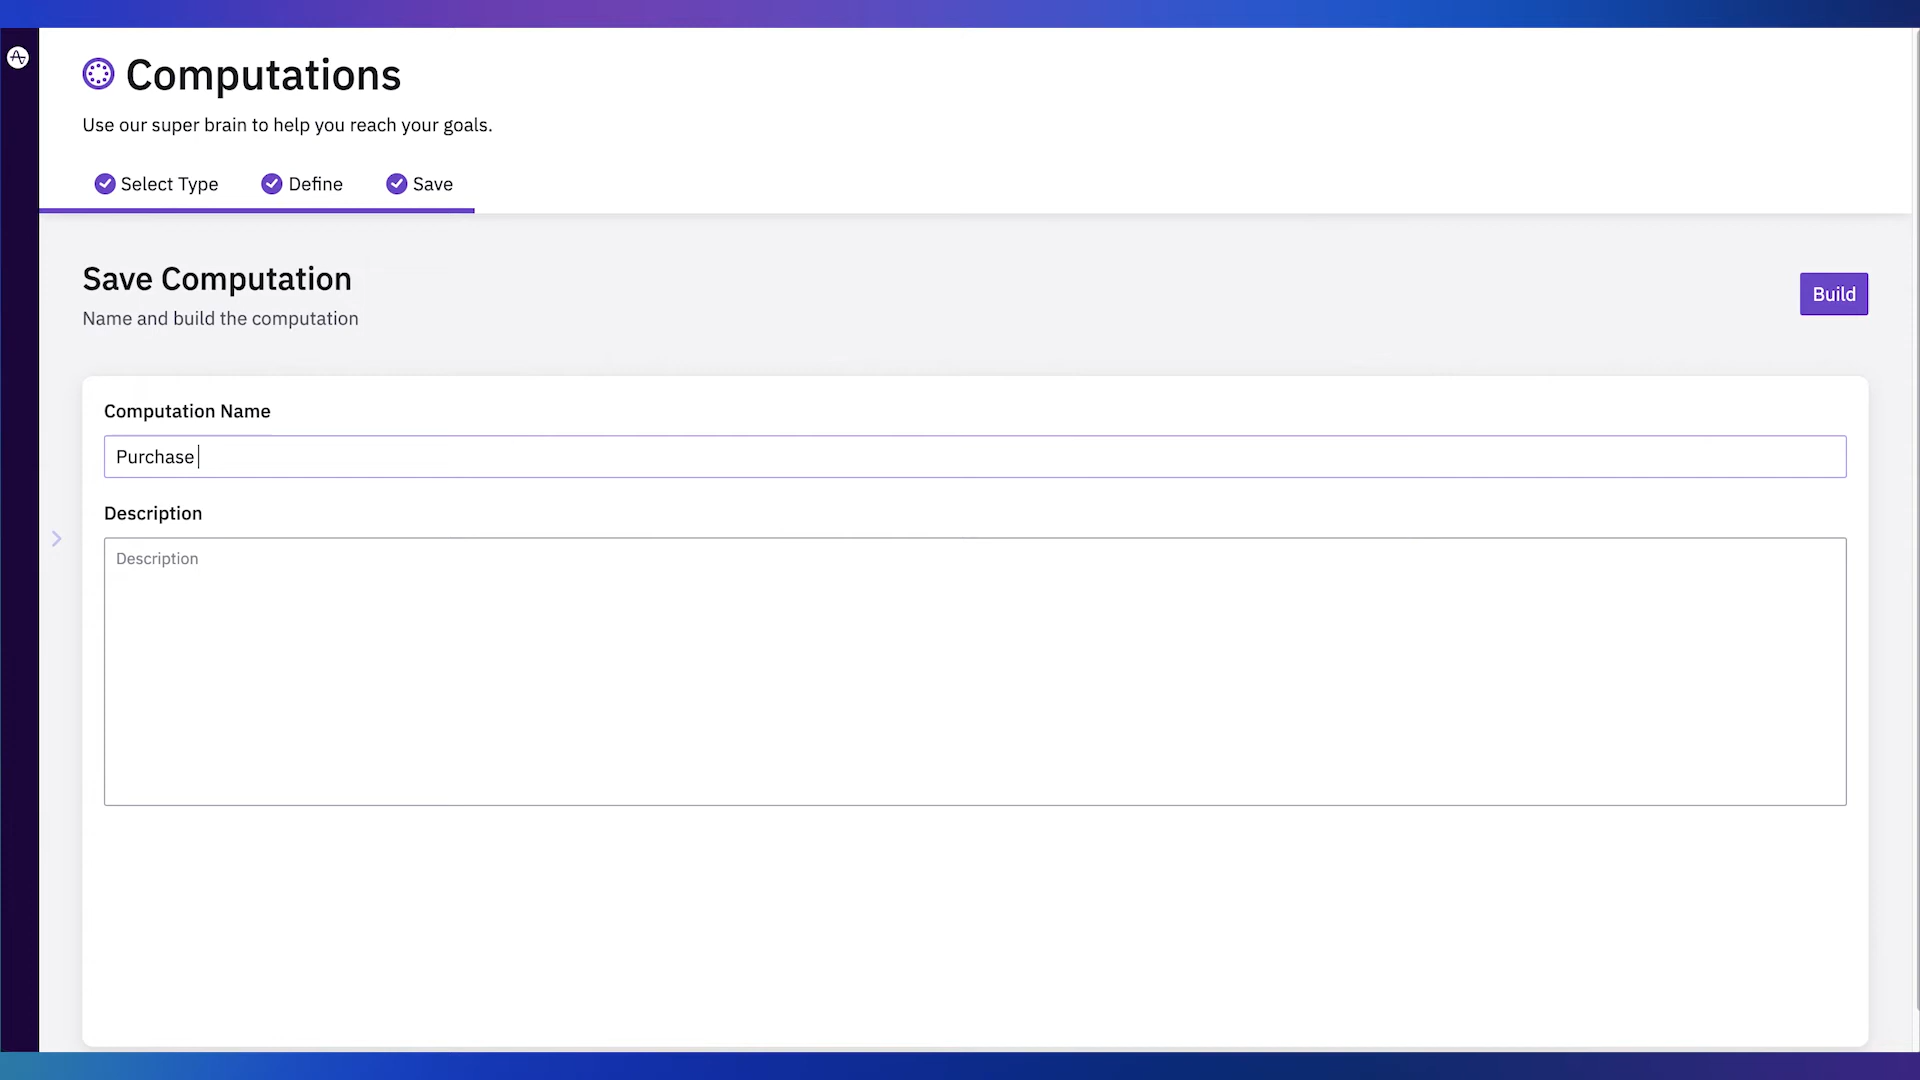 Computations
Use our super brain to help you reach your goals.
Select Type
Define
Save
Save Computation
Name and build the computation
Build
Computation Name
Purchase
Description
Description